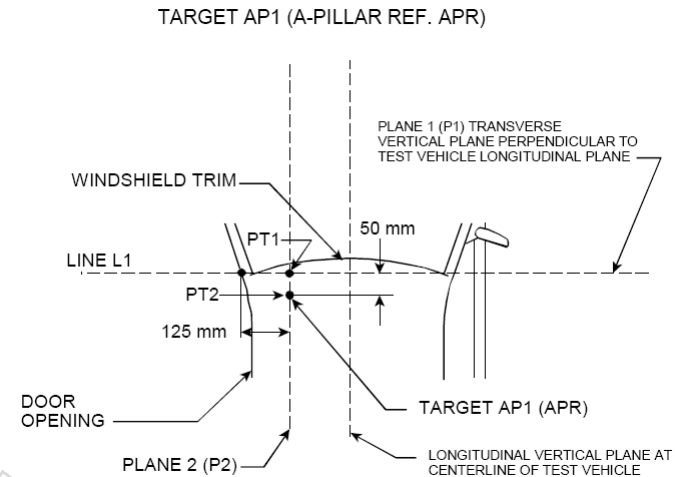 TARGET AP1 (A-PILLAR REF. APR)
PLANE 1 (P1) TRANSVERSE
VERTICAL PLANE PERPENDICULAR TO
TEST VEHICLE LONGITUDINAL PLANE
WINDSHIELD TRIM
50 mm
PT1
LINE L1
PT2
125 mm
DOOR
OPENING
TARGET AP1 (APR)
PLANE 2 (P2)
LONGITUDINAL VERTICAL PLANE AT
CENTERLINE OF TEST VEHICLE